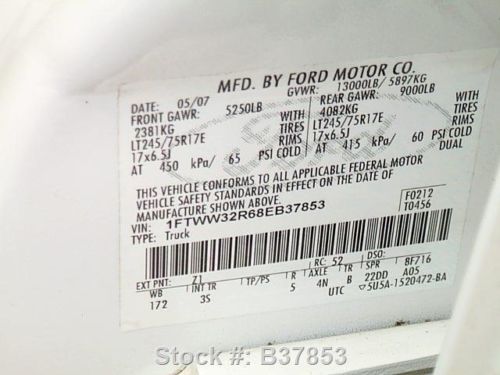 MFD. BY FORD MOTOR CO.
DATE: 05/07 GVWR: 13000LB/ 5897KG
FRONT GAWR: 5250LB REAR GAWR: 9000LB
2381KG WITH 4082KG WITH
LT245/75R17E TIRES LT245/75R17E TIRES
17x6.5J RIMS 17x6.5J RIMS
AT 450 kPa/ 65 PSI COLD AT 415 kPa/ 60 PSI COLD
DUAL
THIS VEHICLE CONFORMS TO ALL APPLICABLE FEDERAL MOTOR
VEHICLE SAFETY STANDARDS IN EFFECT ON THE DATE OF
MANUFACTURE SHOWN ABOVE.
VIN: 1FTWW32R68EB37853 F0212
TYPE: Truck T0456
EXT PNT: Z1 RC: 52 DSO:
WB INT TR TP/PS R AXLE TR SPR 8F716
172 3S 5 4N B 22DD A05
UTC 5U5A-1520472-BA
Ford
Stock #: B37853